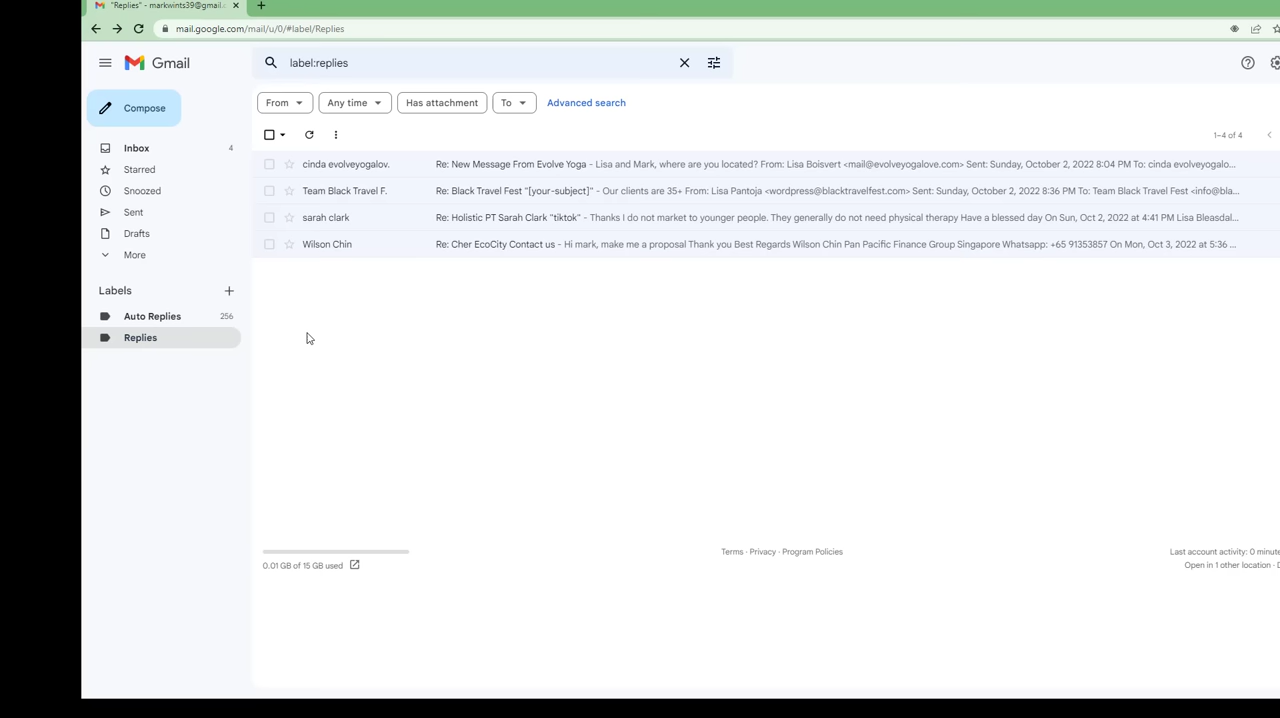 "Replies" - markwints39@gmail.c
mail.google.com/mail/u/0/#label/Replies
Gmail
label:replies
Compose
From
Any time
Has attachment
To
Advanced search
1–4 of 4
Inbox 4
Starred
Snoozed
Sent
Drafts
More
Labels
Auto Replies 256
Replies
cinda evolveyogalov. Re: New Message From Evolve Yoga - Lisa and Mark, where are you located? From: Lisa Boisvert <mail@evolveyogalove.com> Sent: Sunday, October 2, 2022 8:04 PM To: cinda evolveyogalo...
Team Black Travel F. Re: Black Travel Fest "[your-subject]" - Our clients are 35+ From: Lisa Pantoja <wordpress@blacktravelfest.com> Sent: Sunday, October 2, 2022 8:36 PM To: Team Black Travel Fest <info@bla...
sarah clark Re: Holistic PT Sarah Clark "tiktok" - Thanks I do not market to younger people. They generally do not need physical therapy Have a blessed day On Sun, Oct 2, 2022 at 4:41 PM Lisa Bleasdal...
Wilson Chin Re: Cher EcoCity Contact us - Hi mark, make me a proposal Thank you Best Regards Wilson Chin Pan Pacific Finance Group Singapore Whatsapp: +65 91353857 On Mon, Oct 3, 2022 at 5:36 ...
0.01 GB of 15 GB used
Terms · Privacy · Program Policies
Last account activity: 0 minute
Open in 1 other location · D